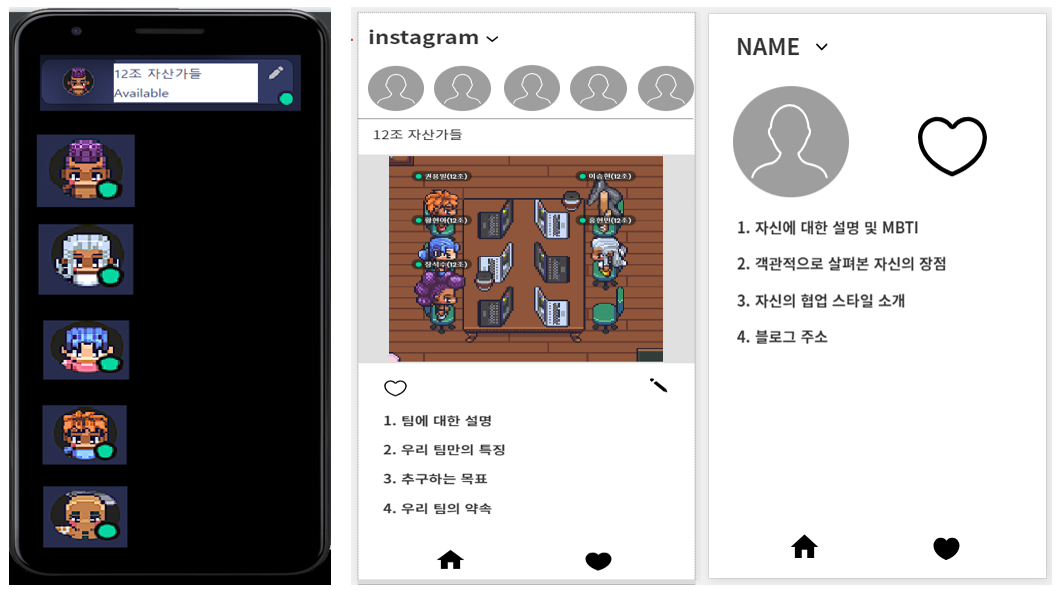 12조 자산가들
Available
instagram
12조 자산가들
권용일(12조)
이승현(12조)
황현아(12조)
홍현민(12조)
장석수(12조)
1. 팀에 대한 설명
2. 우리 팀만의 특징
3. 추구하는 목표
4. 우리 팀의 약속
NAME
1. 자신에 대한 설명 및 MBTI
2. 객관적으로 살펴본 자신의 장점
3. 자신의 협업 스타일 소개
4. 블로그 주소